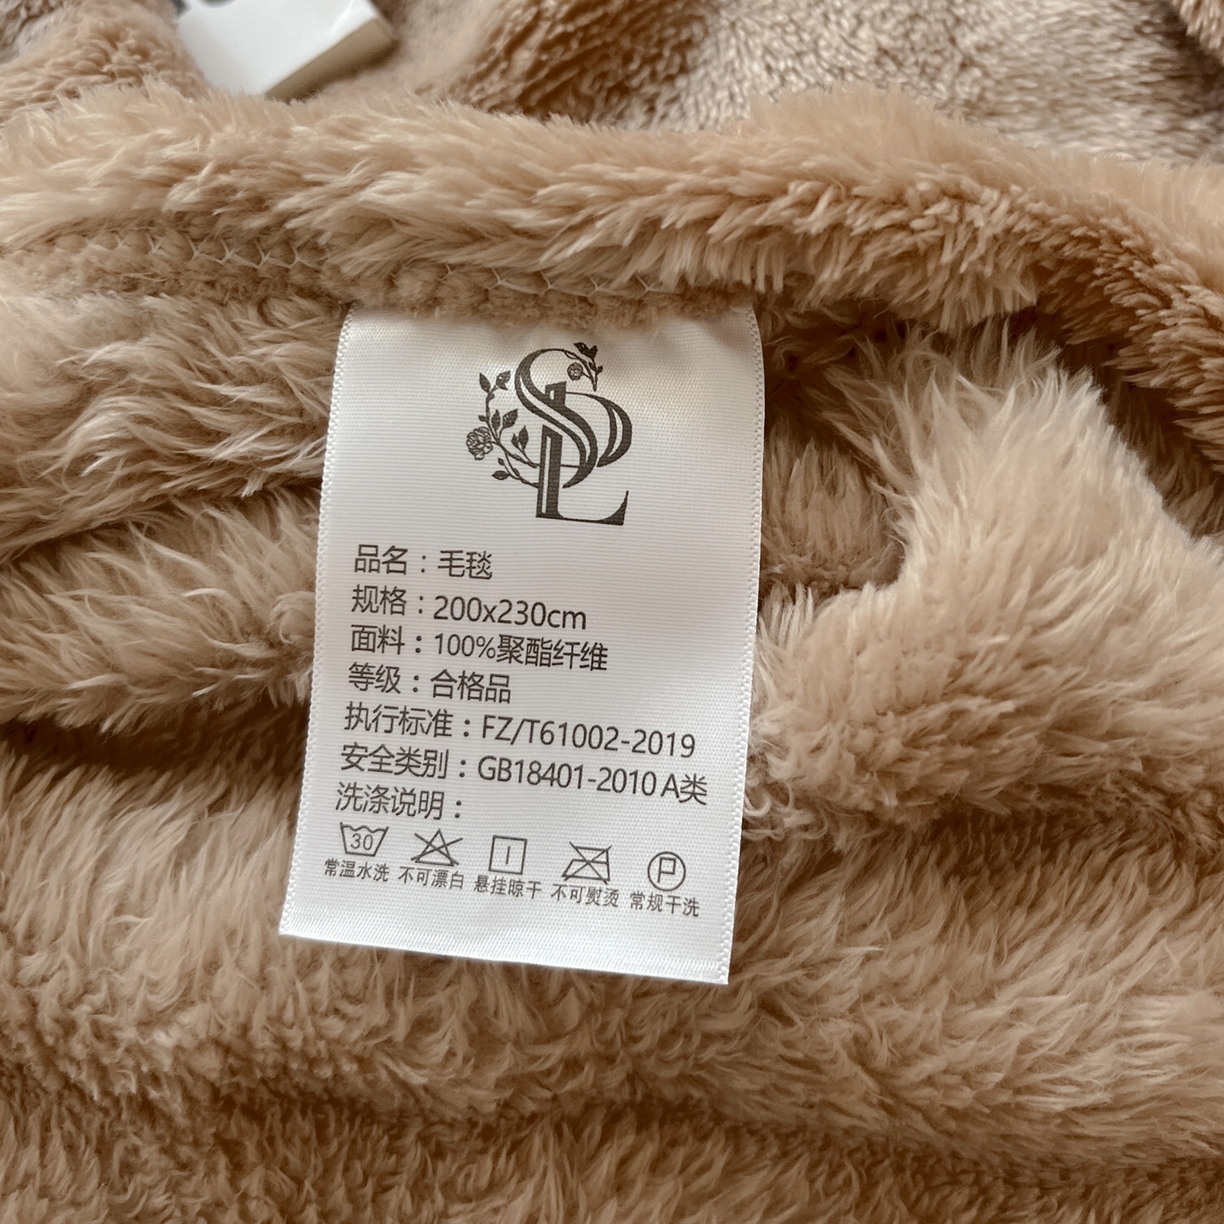 SL
品名：毛毯
规格：200x230cm
面料：100%聚酯纤维
等级：合格品
执行标准：FZ/T61002-2019
安全类别：GB18401-2010 A类
洗涤说明：
30 P
常温水洗 不可漂白 悬挂晾干 不可熨烫 常规干洗